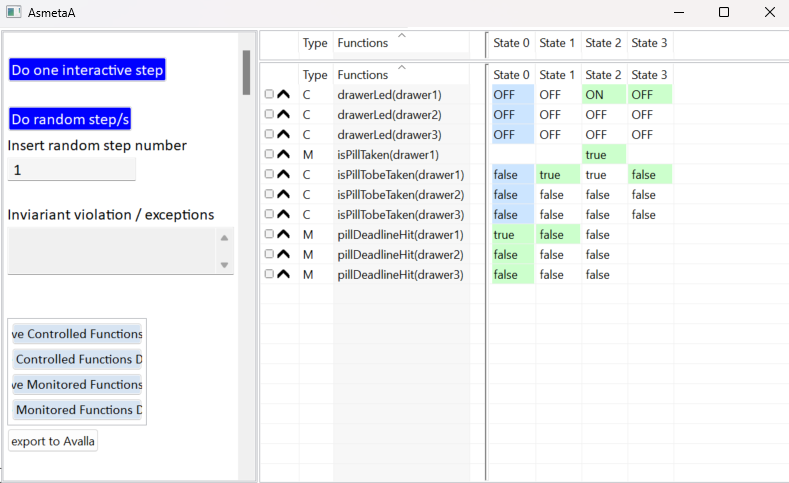 AsmetaA
Do one interactive step
Do random step/s
Insert random step number
1
Inviariant violation / exceptions
ve Controlled Functions
Controlled Functions D
ve Monitored Functions
Monitored Functions D
export to Avalla
Type Functions State 0 State 1 State 2 State 3
Type Functions State 0 State 1 State 2 State 3
C drawerLed(drawer1) OFF OFF ON OFF
C drawerLed(drawer2) OFF OFF OFF OFF
C drawerLed(drawer3) OFF OFF OFF OFF
M isPillTaken(drawer1) true
C isPillTobeTaken(drawer1) false true true false
C isPillTobeTaken(drawer2) false false false false
C isPillTobeTaken(drawer3) false false false false
M pillDeadlineHit(drawer1) true false false
M pillDeadlineHit(drawer2) false false false
M pillDeadlineHit(drawer3) false false false